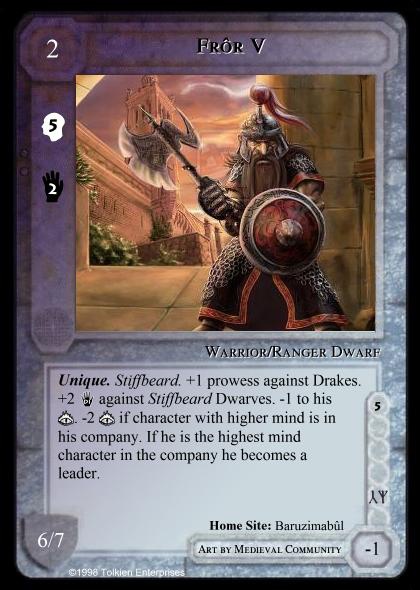 2
Frôr V
5
2
Warrior/Ranger Dwarf
Unique. Stiffbeard. +1 prowess against Drakes.
+2 against Stiffbeard Dwarves. -1 to his
. -2 if character with higher mind is in
his company. If he is the highest mind
character in the company he becomes a
leader.
5
Home Site: Baruzimabûl
6/7
Art by Medieval Community
-1
©1998 Tolkien Enterprises